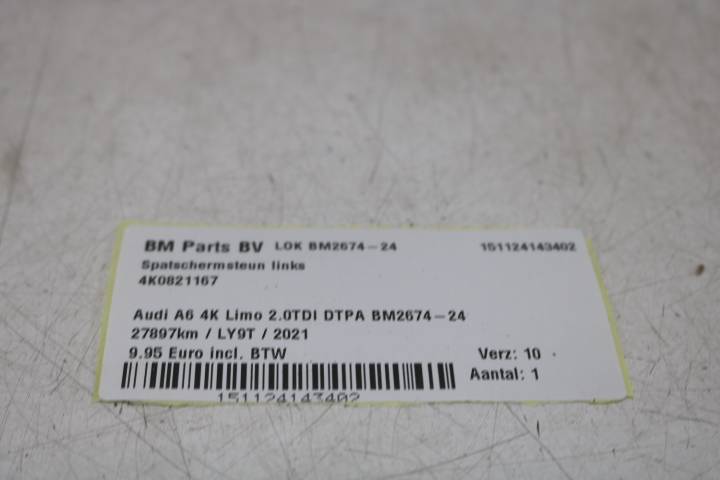 BM Parts BV LOK BM2674-24 151124143402
Spatschermsteun links
4K0821167
Audi A6 4K Limo 2.0TDI DTPA BM2674-24
27897km / LY9T / 2021
9.95 Euro incl. BTW Verz: 10
Aantal: 1
151124143402